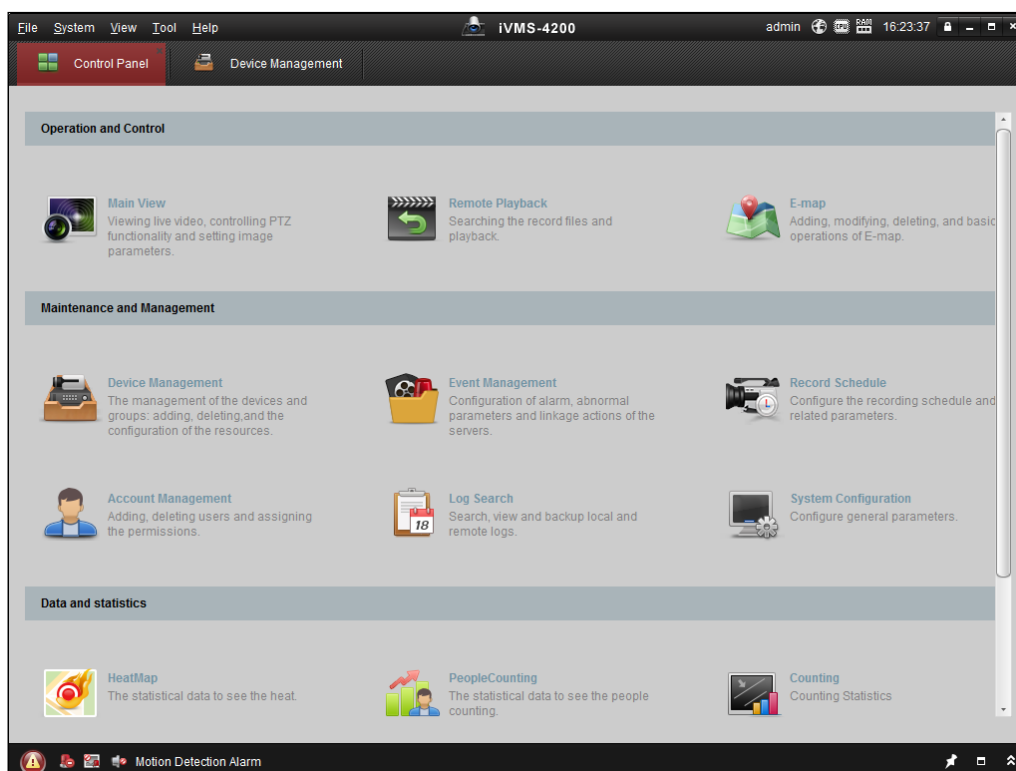 File System View Tool Help iVMS-4200 admin CPU RAM 16:23:37
Control Panel Device Management
Operation and Control
Main View
Viewing live video, controlling PTZ
functionality and setting image
parameters.
Remote Playback
Searching the record files and
playback.
E-map
Adding, modifying, deleting, and basic
operations of E-map.
Maintenance and Management
Device Management
The management of the devices and
groups: adding, deleting,and the
configuration of the resources.
Event Management
Configuration of alarm, abnormal
parameters and linkage actions of the
servers.
Record Schedule
Configure the recording schedule and
related parameters.
Account Management
Adding, deleting users and assigning
the permissions.
18
Log Search
Search, view and backup local and
remote logs.
System Configuration
Configure general parameters.
Data and statistics
HeatMap
The statistical data to see the heat.
PeopleCounting
The statistical data to see the people
counting.
Counting
Counting Statistics
Motion Detection Alarm